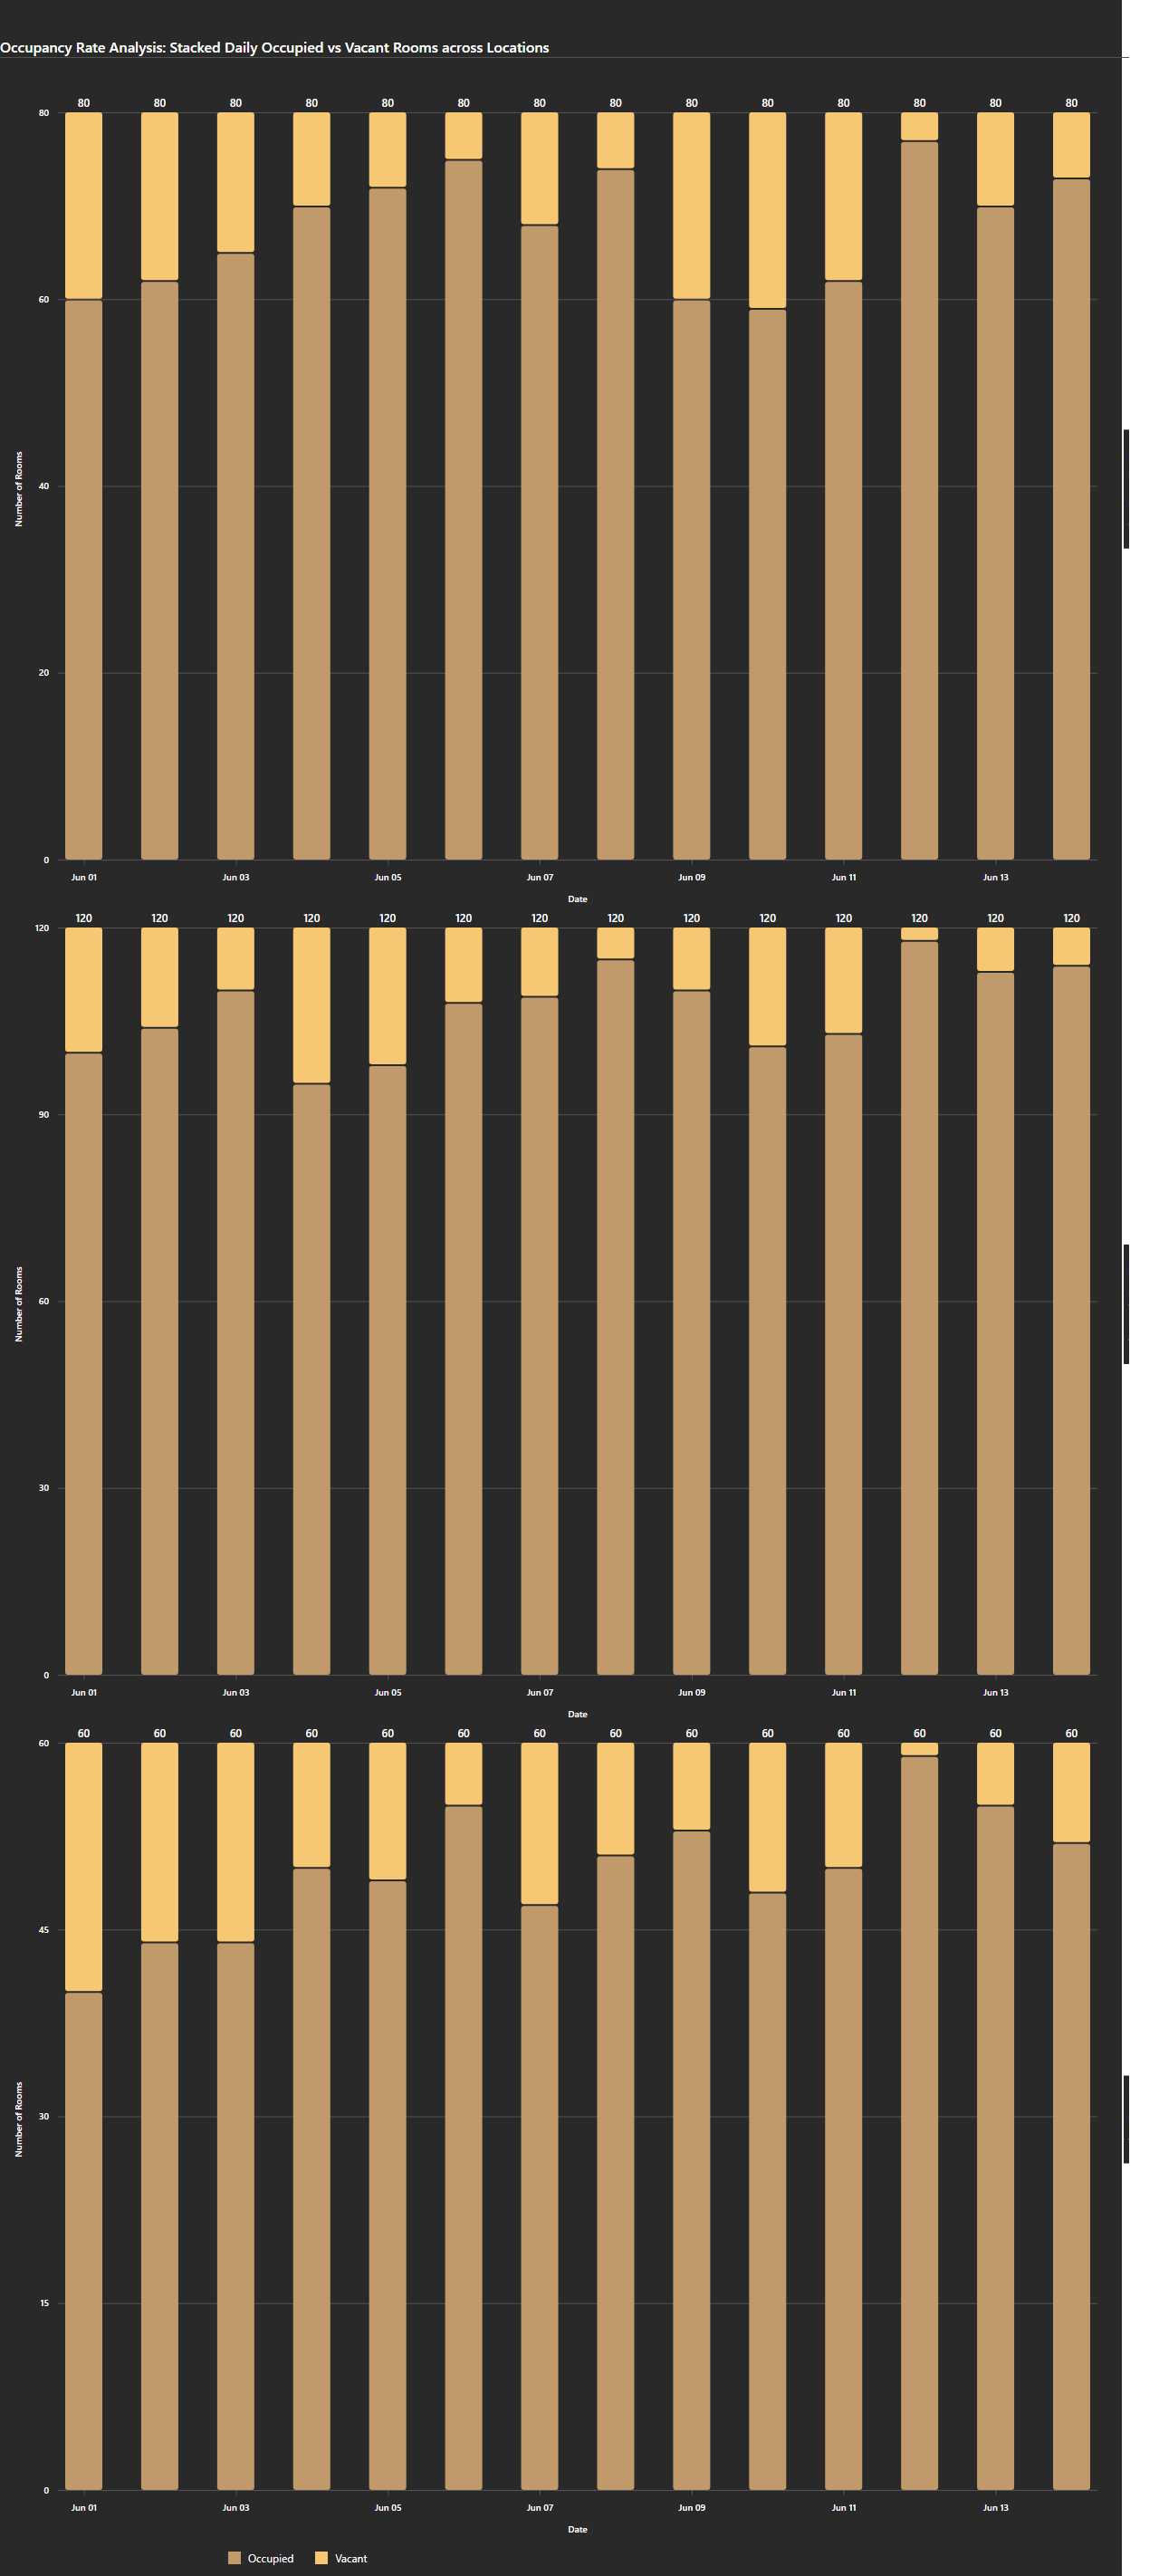 Occupancy Rate Analysis: Stacked Daily Occupied vs Vacant Rooms across Locations
80 80 80 80 80 80 80 80 80 80 80 80 80 80
80
60
40
20
0
Number of Rooms
Jun 01 Jun 03 Jun 05 Jun 07 Jun 09 Jun 11 Jun 13
Date
120 120 120 120 120 120 120 120 120 120 120 120 120 120
120
90
60
30
0
Number of Rooms
Jun 01 Jun 03 Jun 05 Jun 07 Jun 09 Jun 11 Jun 13
Date
60 60 60 60 60 60 60 60 60 60 60 60 60 60
60
45
30
15
0
Number of Rooms
Jun 01 Jun 03 Jun 05 Jun 07 Jun 09 Jun 11 Jun 13
Date
Occupied Vacant